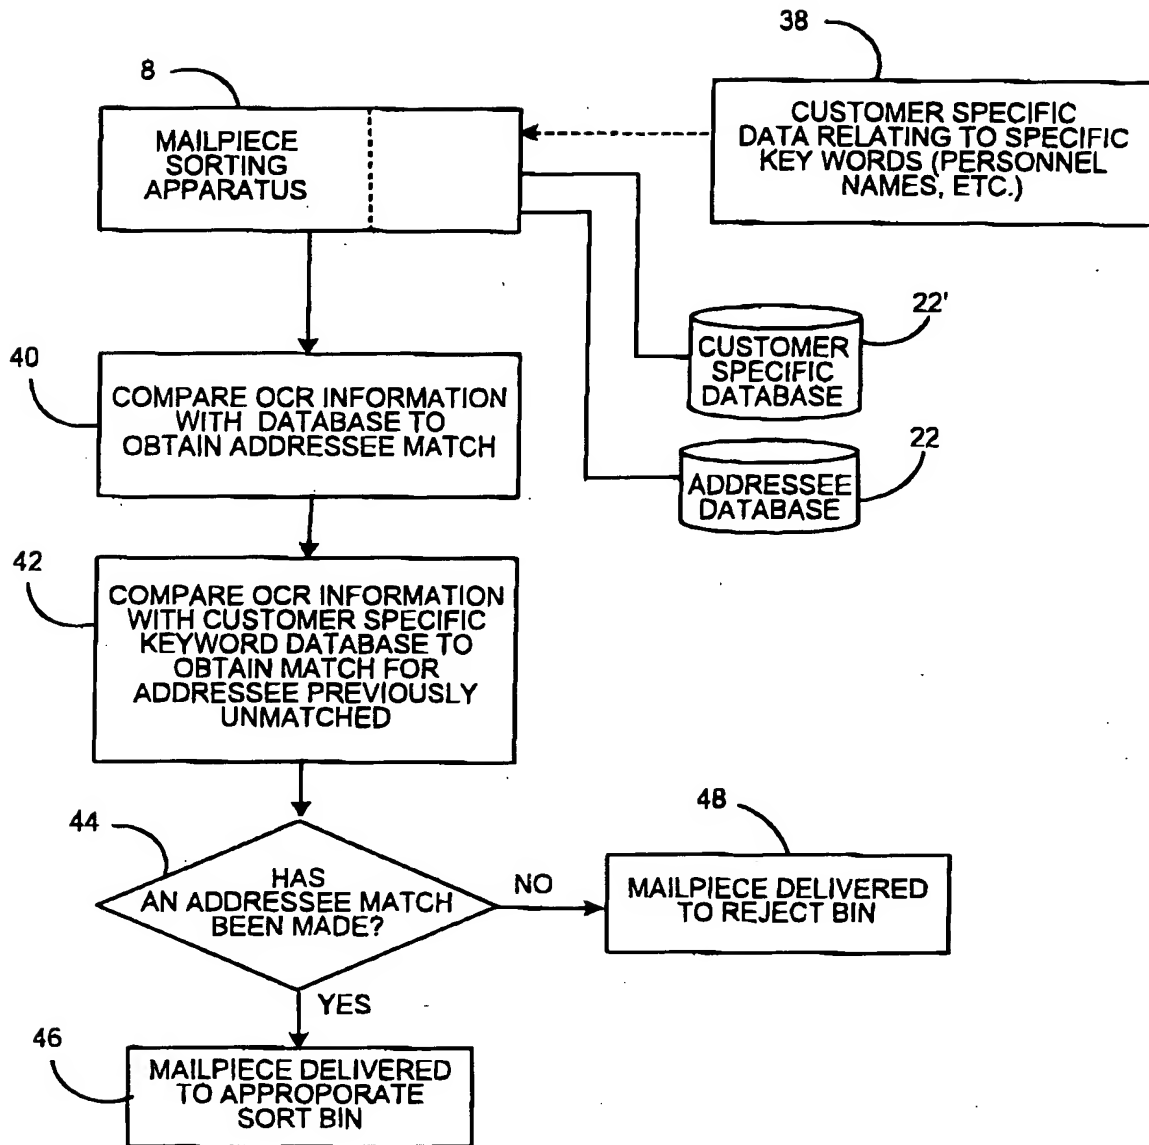 38
8
CUSTOMER SPECIFIC
DATA RELATING TO SPECIFIC
KEY WORDS (PERSONNEL
NAMES, ETC.)
MAILPIECE
SORTING
APPARATUS
22'
CUSTOMER
SPECIFIC
DATABASE
40
COMPARE OCR INFORMATION
WITH DATABASE TO
OBTAIN ADDRESSEE MATCH
22
ADDRESSEE
DATABASE
42
COMPARE OCR INFORMATION
WITH CUSTOMER SPECIFIC
KEYWORD DATABASE TO
OBTAIN MATCH FOR
ADDRESSEE PREVIOUSLY
UNMATCHED
44
HAS
AN ADDRESSEE MATCH
BEEN MADE?
NO
48
MAILPIECE DELIVERED
TO REJECT BIN
YES
46
MAILPIECE DELIVERED
TO APPROPORATE
SORT BIN